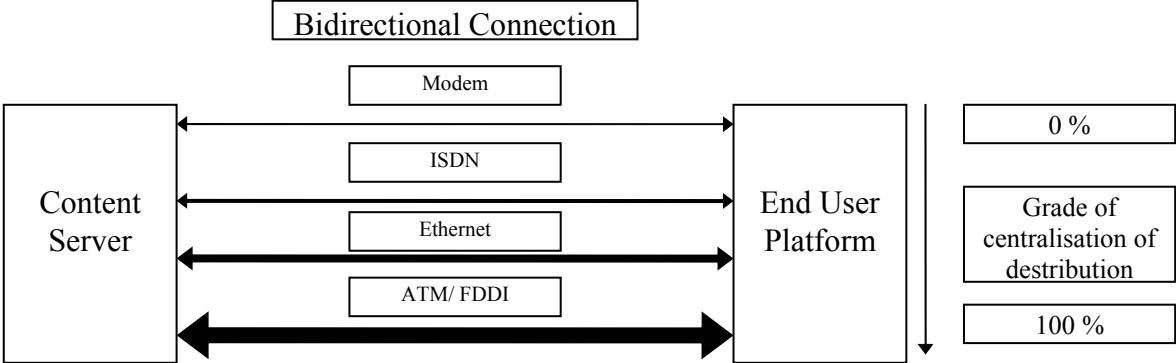 Bidirectional Connection
Modem
ISDN
Ethernet
ATM/ FDDI
Content
Server
End User
Platform
0 %
Grade of
centralisation of
destribution
100 %